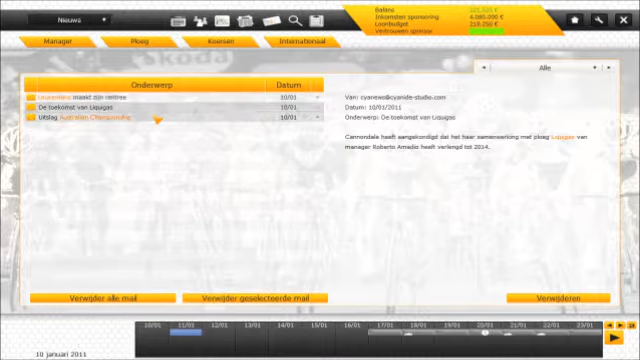 Nieuws
Balans
Inkomsten sponsoring 4.085.000 €
Loonbudget 219.250 €
Vertrouwen sponsor
Manager Ploeg Koersen Internationaal
Alle
Onderwerp Datum
maakt zijn rentree 10/01
De toekomst van Liquigas 10/01
Uitslag Australian Championship 10/01
Van: cyanews@cyanide-studio.com
Datum: 10/01/2011
Onderwerp: De toekomst van Liquigas
Cannondale heeft aangekondigd dat het haar samenwerking met ploeg Liquigas van
manager Roberto Amadio heeft verlengd tot 2014.
Verwijder alle mail Verwijder geselecteerde mail Verwijderen
10/01 11/01 12/01 13/01 14/01 15/01 16/01 17/01 18/01 19/01 20/01 21/01 22/01 23/01
10 januari 2011